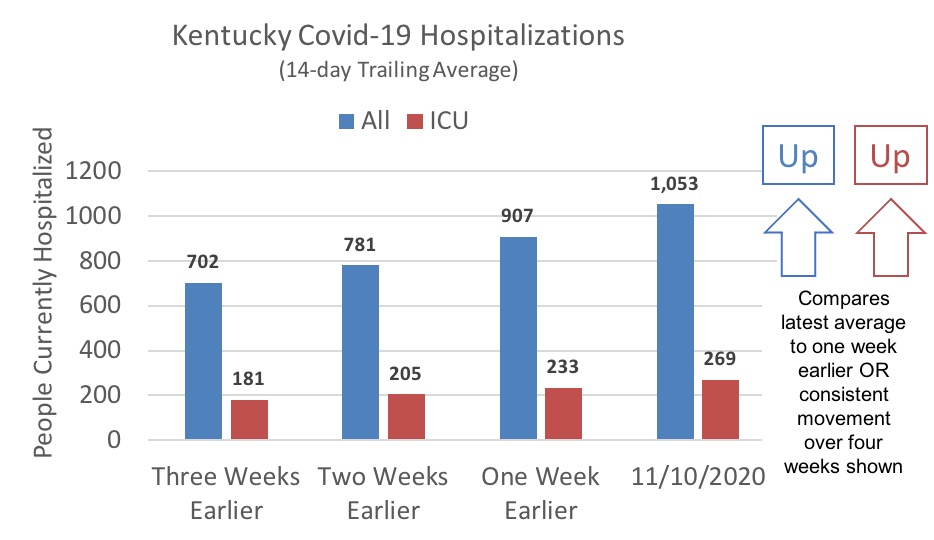 Kentucky Covid-19 Hospitalizations
(14-day Trailing Average)
All ICU
People Currently Hospitalized
1200
1000
800
600
400
200
0
702
181
781
205
907
233
1,053
269
Three Weeks
Earlier
Two Weeks
Earlier
One Week
Earlier
11/10/2020
Up
Up
Compares
latest average
to one week
earlier OR
consistent
movement
over four
weeks shown